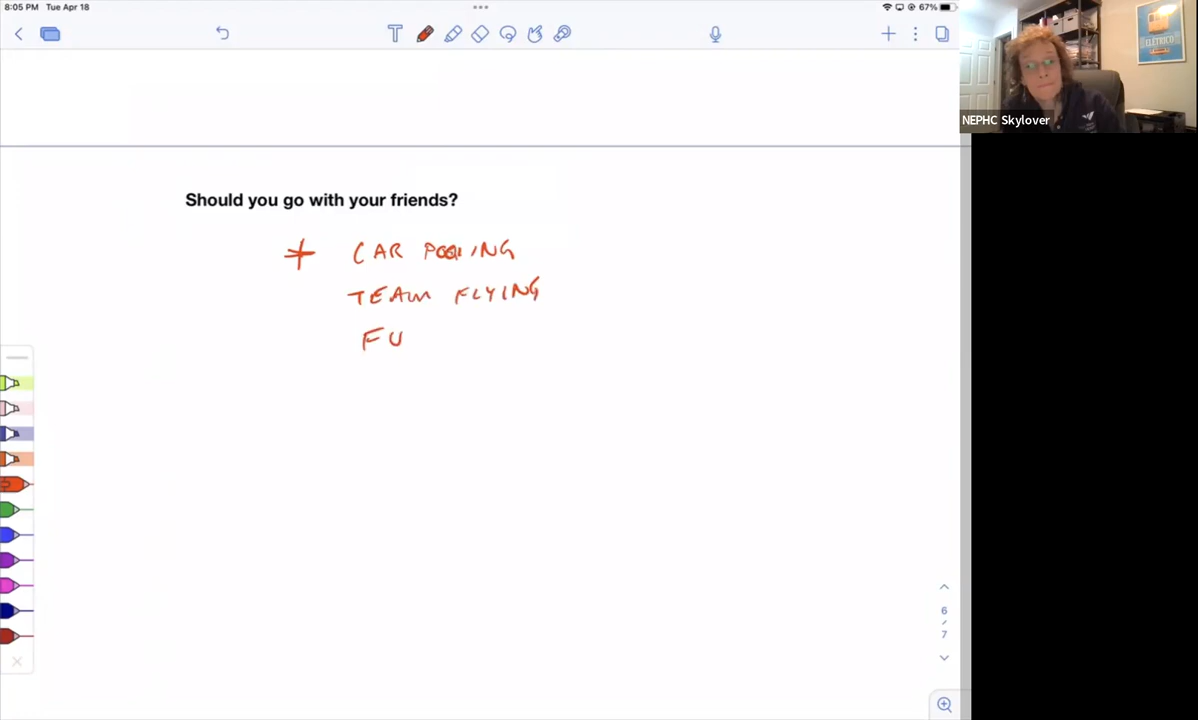 8:05 PM Tue Apr 18
67%
ELÉTRICO
NEPHC Skylover
Should you go with your friends?
+ CAR POOLING
TEAM FLYING
FU
6
/
7